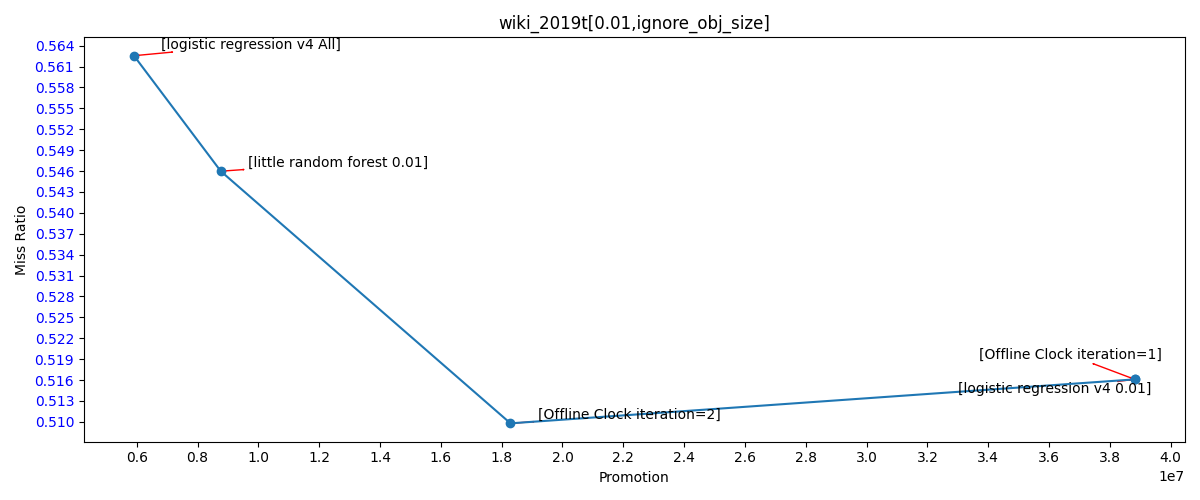 wiki_2019t[0.01,ignore_obj_size]
0.564
0.561
0.558
0.555
0.552
0.549
0.546
0.543
0.540
0.537
0.534
0.531
0.528
0.525
0.522
0.519
0.516
0.513
0.510
Miss Ratio
[logistic regression v4 All]
[little random forest 0.01]
[Offline Clock iteration=1]
[logistic regression v4 0.01]
[Offline Clock iteration=2]
0.6 0.8 1.0 1.2 1.4 1.6 1.8 2.0 2.2 2.4 2.6 2.8 3.0 3.2 3.4 3.6 3.8 4.0
1e7
Promotion